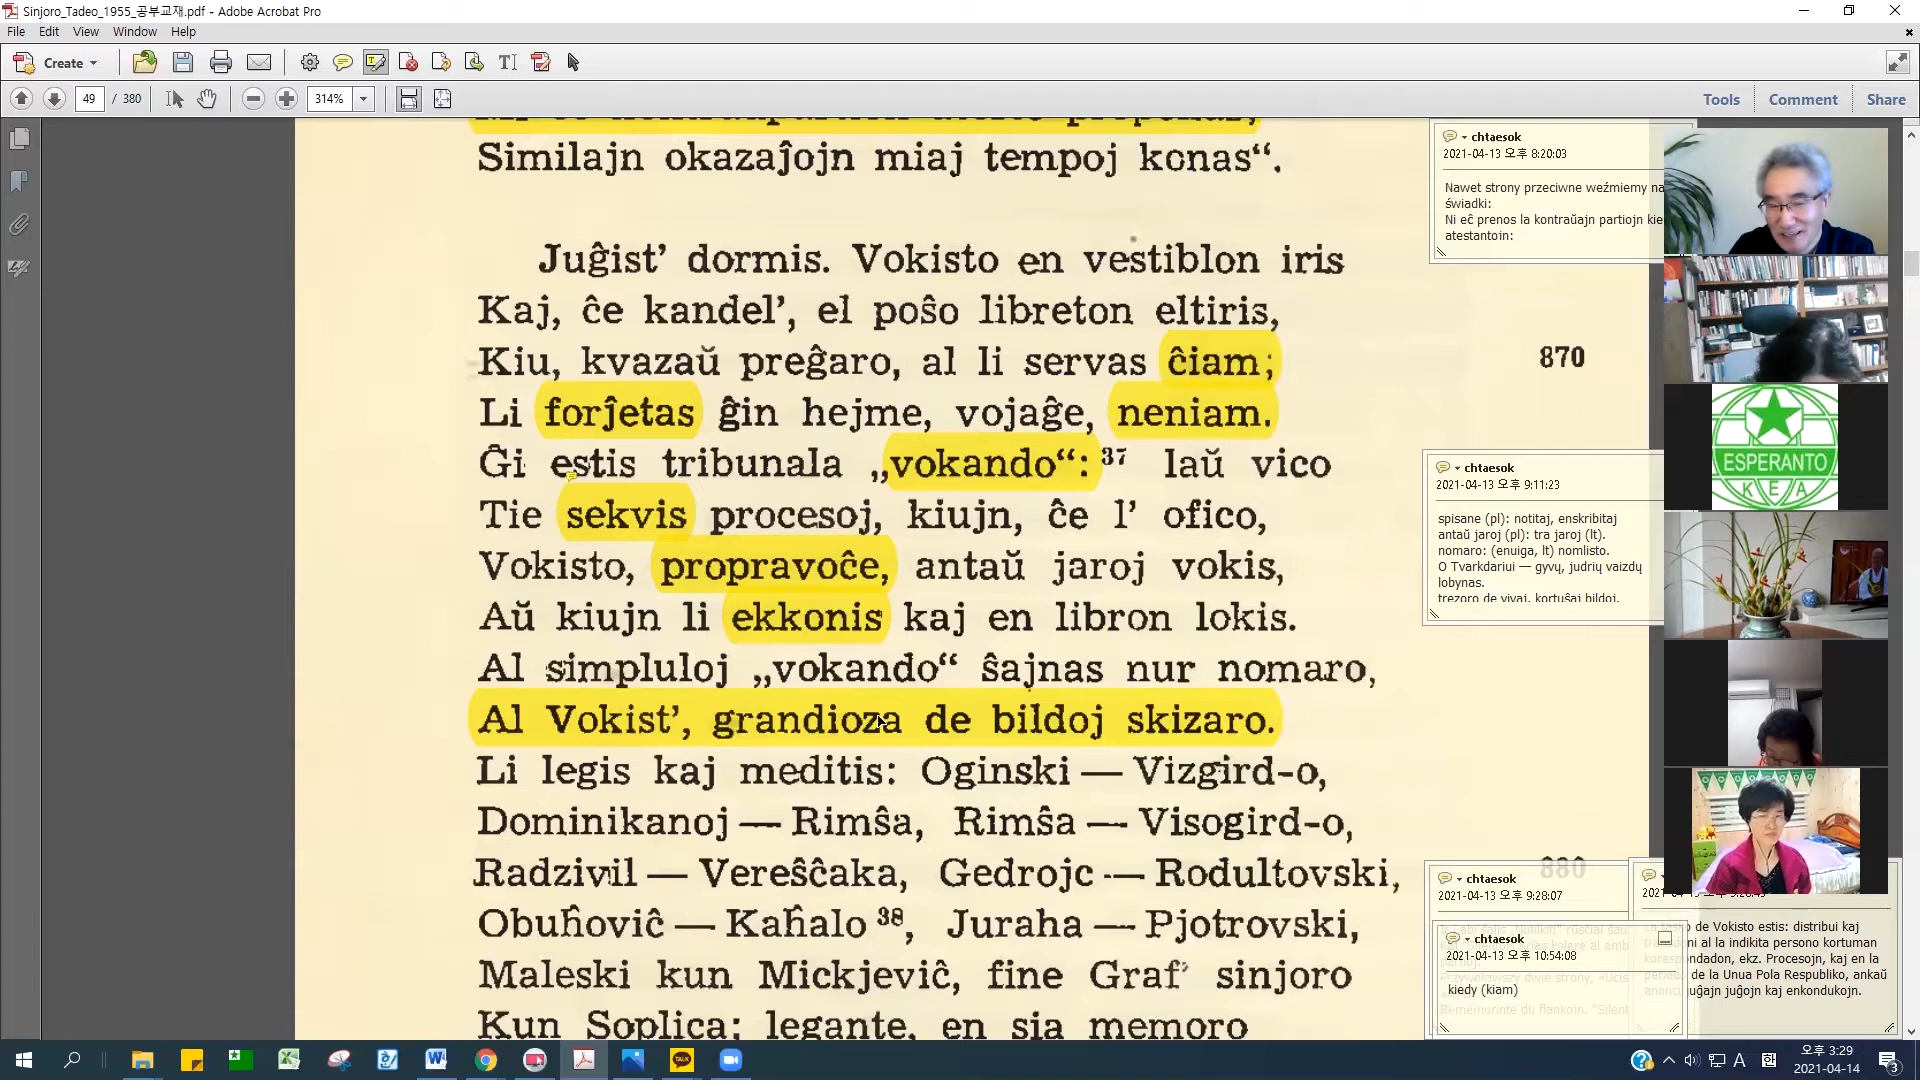 Sinjoro_Tadeo_1955_공부교재.pdf - Adobe Acrobat Pro
File Edit View Window Help
Create
49 / 380
314%
Tools Comment Share
Similajn okazaĵojn miaj tempoj konas“.
Juĝist’ dormis. Vokisto en vestiblon iris
Kaj, ĉe kandel’, el poŝo libreton eltiris,
Kiu, kvazaŭ preĝaro, al li servas ĉiam;
870
Li forĵetas ĝin hejme, vojaĝe, neniam.
Ĝi estis tribunala „vokando“:³⁷ laŭ vico
Tie sekvis procesoj, kiujn, ĉe l’ ofico,
Vokisto, propravoĉe, antaŭ jaroj vokis,
Aŭ kiujn li ekkonis kaj en libron lokis.
Al simpluloj „vokando“ ŝajnas nur nomaro,
Al Vokist’, grandioza de bildoj skizaro.
Li legis kaj meditis: Oginski — Vizgird-o,
Dominikanoj — Rimŝa, Rimŝa — Visogird-o,
Radzivil — Vereŝĉaka, Gedrojc — Rodultovski,
880
Obuĥoviĉ — Kaĥalo ³⁸, Juraha — Pjotrovski,
Maleski kun Mickjeviĉ, fine Graf’ sinjoro
Kun Soplica; legante, en sia memoro
chtaesok
2021-04-13 오후 8:20:03
Nawet strony przeciwne weźmiemy na
świadki:
Ni eĉ prenos la kontraŭajn partiojn kie
atestantojn:
chtaesok
2021-04-13 오후 9:11:23
spisane (pl): notitaj, enskribitaj
antaŭ jaroj (pl): tra jaroj (lt).
nomaro: (enuiga, lt) nomlisto.
O Tvarkdariui — gyvų, judrių vaizdų
lobynas.
trezoro de vivaj, kortuŝaj bildoj.
chtaesok
2021-04-13 오후 9:28:07
chtaesok
2021-04-13 오후 10:54:08
kiedy (kiam)
de Vokisto estis: distribui kaj
al la indikita persono kortuman
korespondadon, ekz. Procesojn, kaj en la
de la Unua Pola Respubliko, ankaŭ
juĝajn juĝojn kaj enkondukojn.
ESPERANTO
K E A
TALK
A
오후 3:29
2021-04-14
3